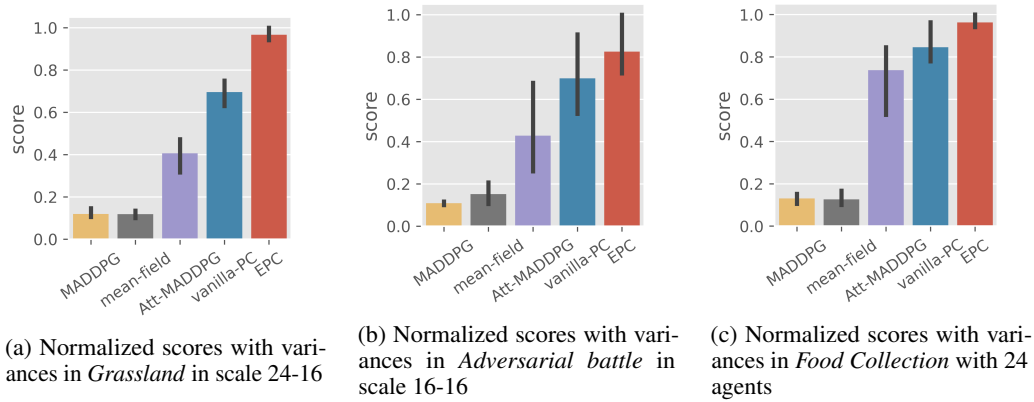 1.0
0.8
0.6
0.4
0.2
0.0
score
MADDPG
mean-field
Att-MADDPG
vanilla-PC
EPC
(a) Normalized scores with vari-
ances in Grassland in scale 24-16
1.0
0.8
0.6
0.4
0.2
0.0
score
MADDPG
mean-field
Att-MADDPG
vanilla-PC
EPC
(b) Normalized scores with vari-
ances in Adversarial battle in
scale 16-16
1.0
0.8
0.6
0.4
0.2
0.0
score
MADDPG
mean-field
Att-MADDPG
vanilla-PC
EPC
(c) Normalized scores with vari-
ances in Food Collection with 24
agents